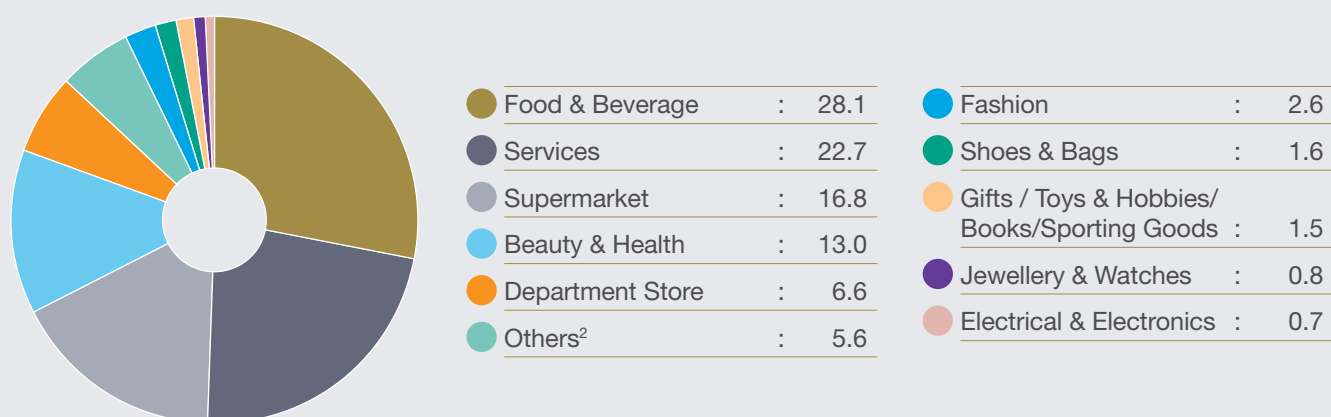 Food & Beverage : 28.1
Services : 22.7
Supermarket : 16.8
Beauty & Health : 13.0
Department Store : 6.6
Others² : 5.6
Fashion : 2.6
Shoes & Bags : 1.6
Gifts / Toys & Hobbies/
Books/Sporting Goods : 1.5
Jewellery & Watches : 0.8
Electrical & Electronics : 0.7